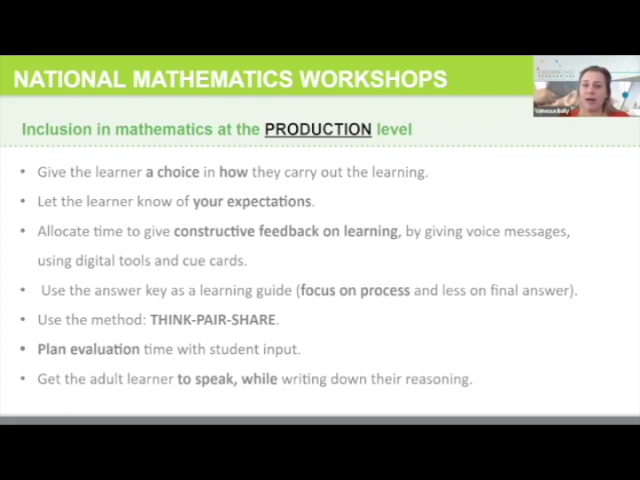 NATIONAL MATHEMATICS WORKSHOPS
Vanessa Boily
Inclusion in mathematics at the PRODUCTION level
• Give the learner a choice in how they carry out the learning.
• Let the learner know of your expectations.
• Allocate time to give constructive feedback on learning, by giving voice messages,
using digital tools and cue cards.
• Use the answer key as a learning guide (focus on process and less on final answer).
• Use the method: THINK-PAIR-SHARE.
• Plan evaluation time with student input.
• Get the adult learner to speak, while writing down their reasoning.